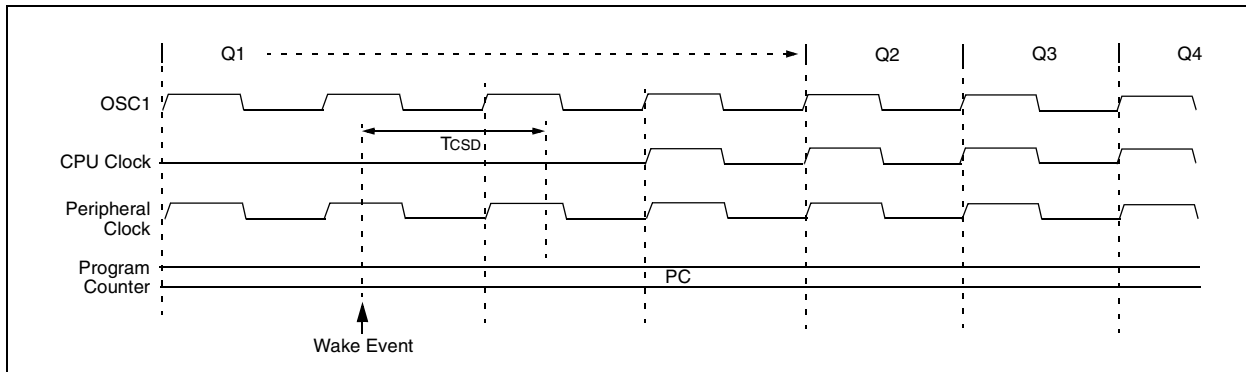 Q1 Q2 Q3 Q4
OSC1
TCSD
CPU Clock
Peripheral
Clock
Program
Counter
PC
Wake Event